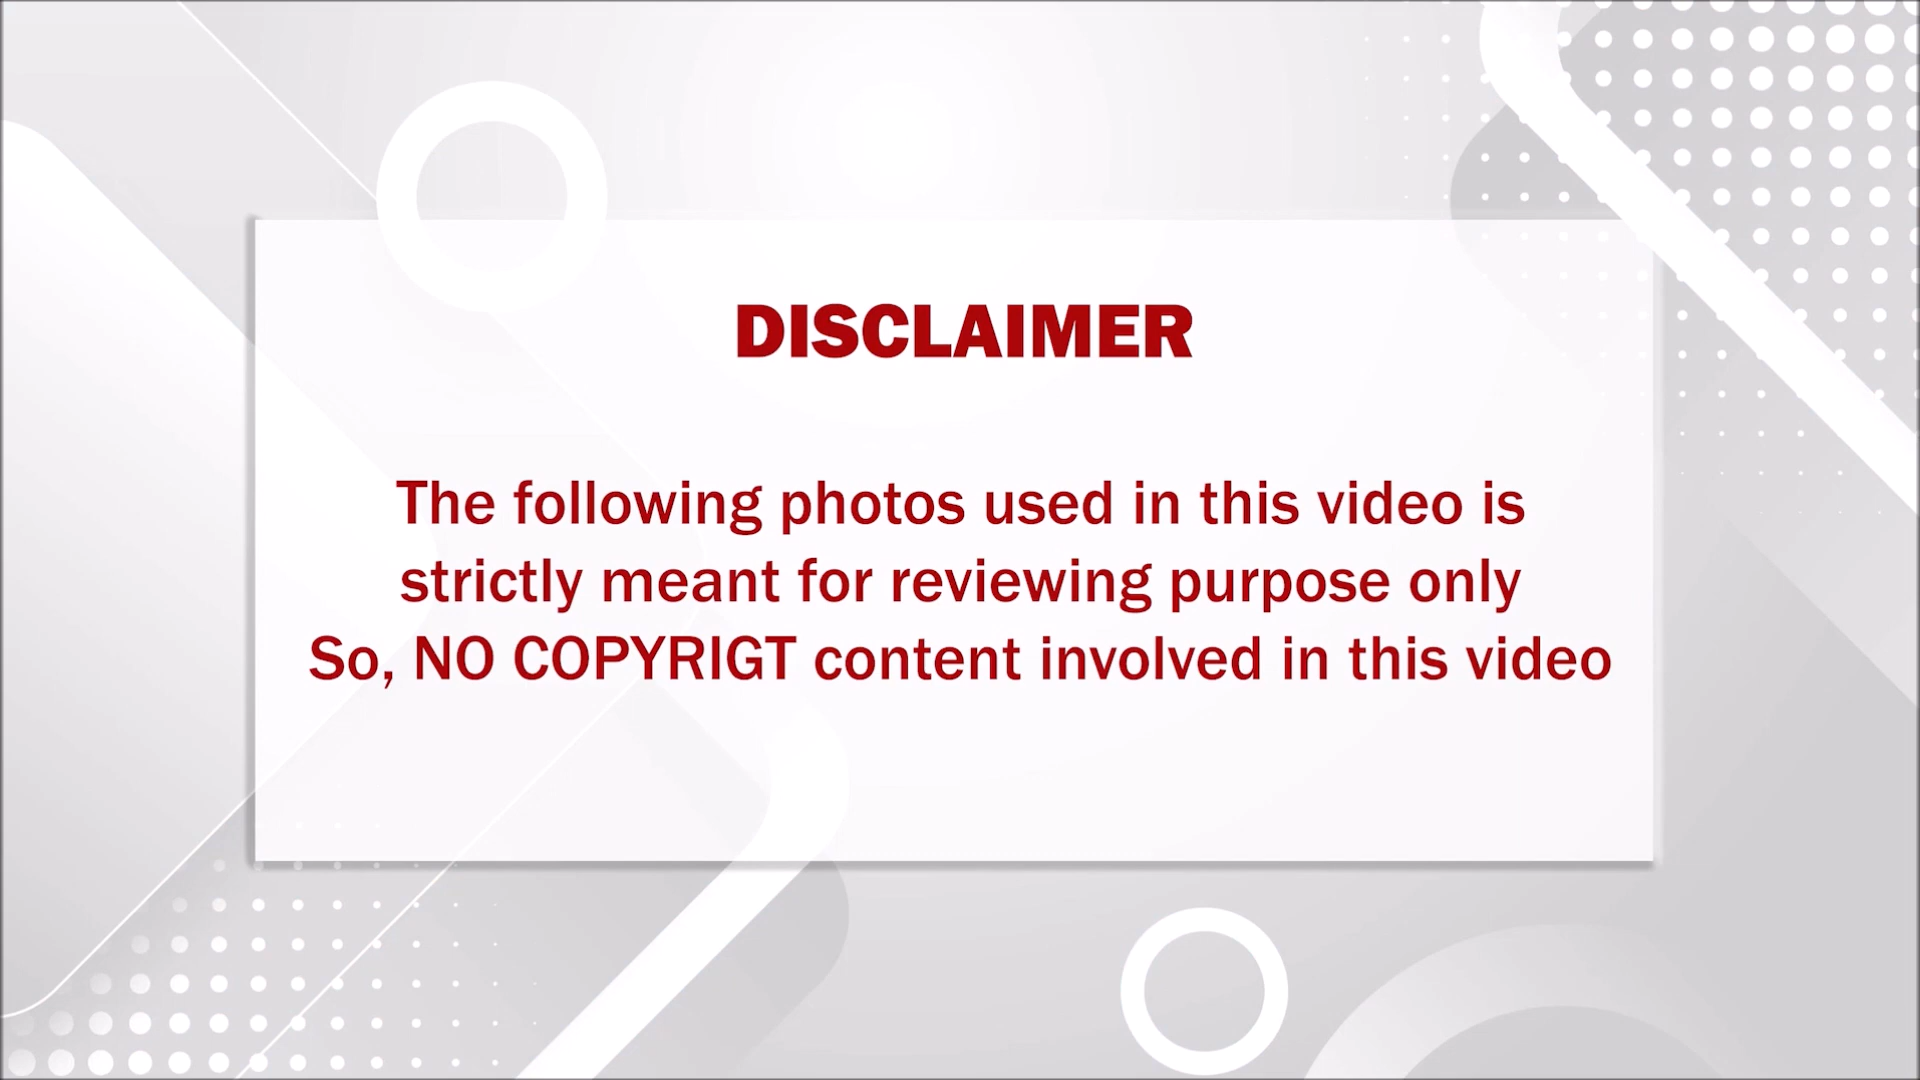 DISCLAIMER
The following photos used in this video is
strictly meant for reviewing purpose only
So, NO COPYRIGT content involved in this video